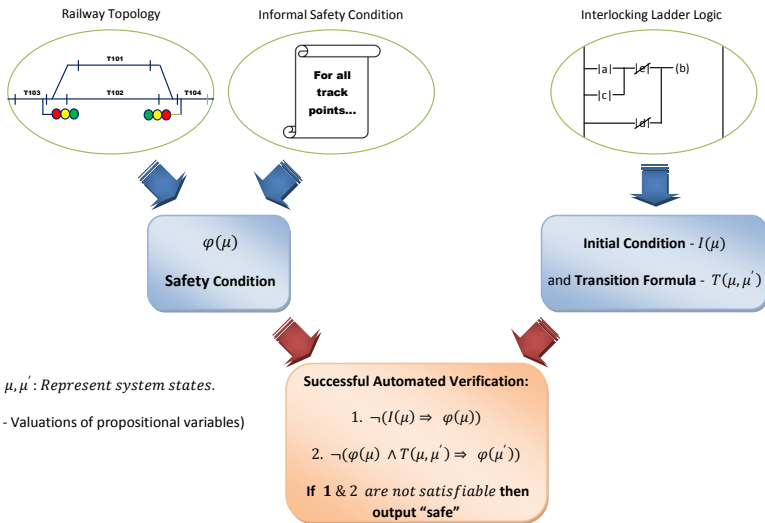 Railway Topology
Informal Safety Condition
Interlocking Ladder Logic
T101
T103
T102
T104
For all
track
points...
|a|
|e|
(b)
|c|
|d|
φ(μ)
Safety Condition
Initial Condition - I(μ)
and Transition Formula - T(μ, μ′)
μ, μ′ : Represent system states.
- Valuations of propositional variables)
Successful Automated Verification:
1. ¬(I(μ) ⇒ φ(μ))
2. ¬(φ(μ) ∧ T(μ, μ′) ⇒ φ(μ′))
If 1 & 2 are not satisfiable then
output “safe”